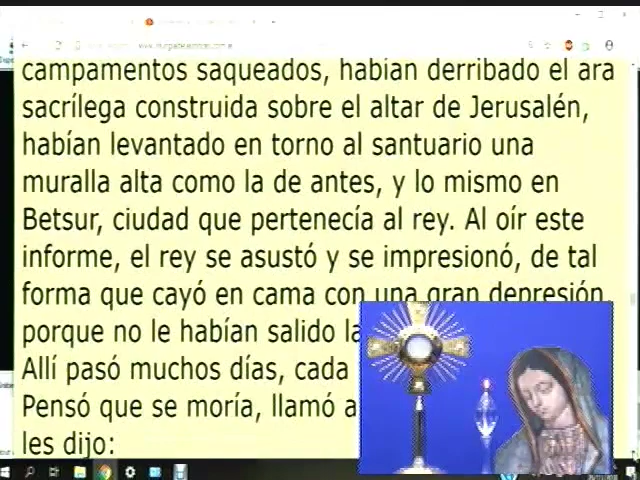 campamentos saqueados, habían derribado el ara
sacrílega construida sobre el altar de Jerusalén,
habían levantado en torno al santuario una
muralla alta como la de antes, y lo mismo en
Betsur, ciudad que pertenecía al rey. Al oír este
informe, el rey se asustó y se impresionó, de tal
forma que cayó en cama con una gran depresión,
porque no le habían salido la
Allí pasó muchos días, cada
Pensó que se moría, llamó a
les dijo: